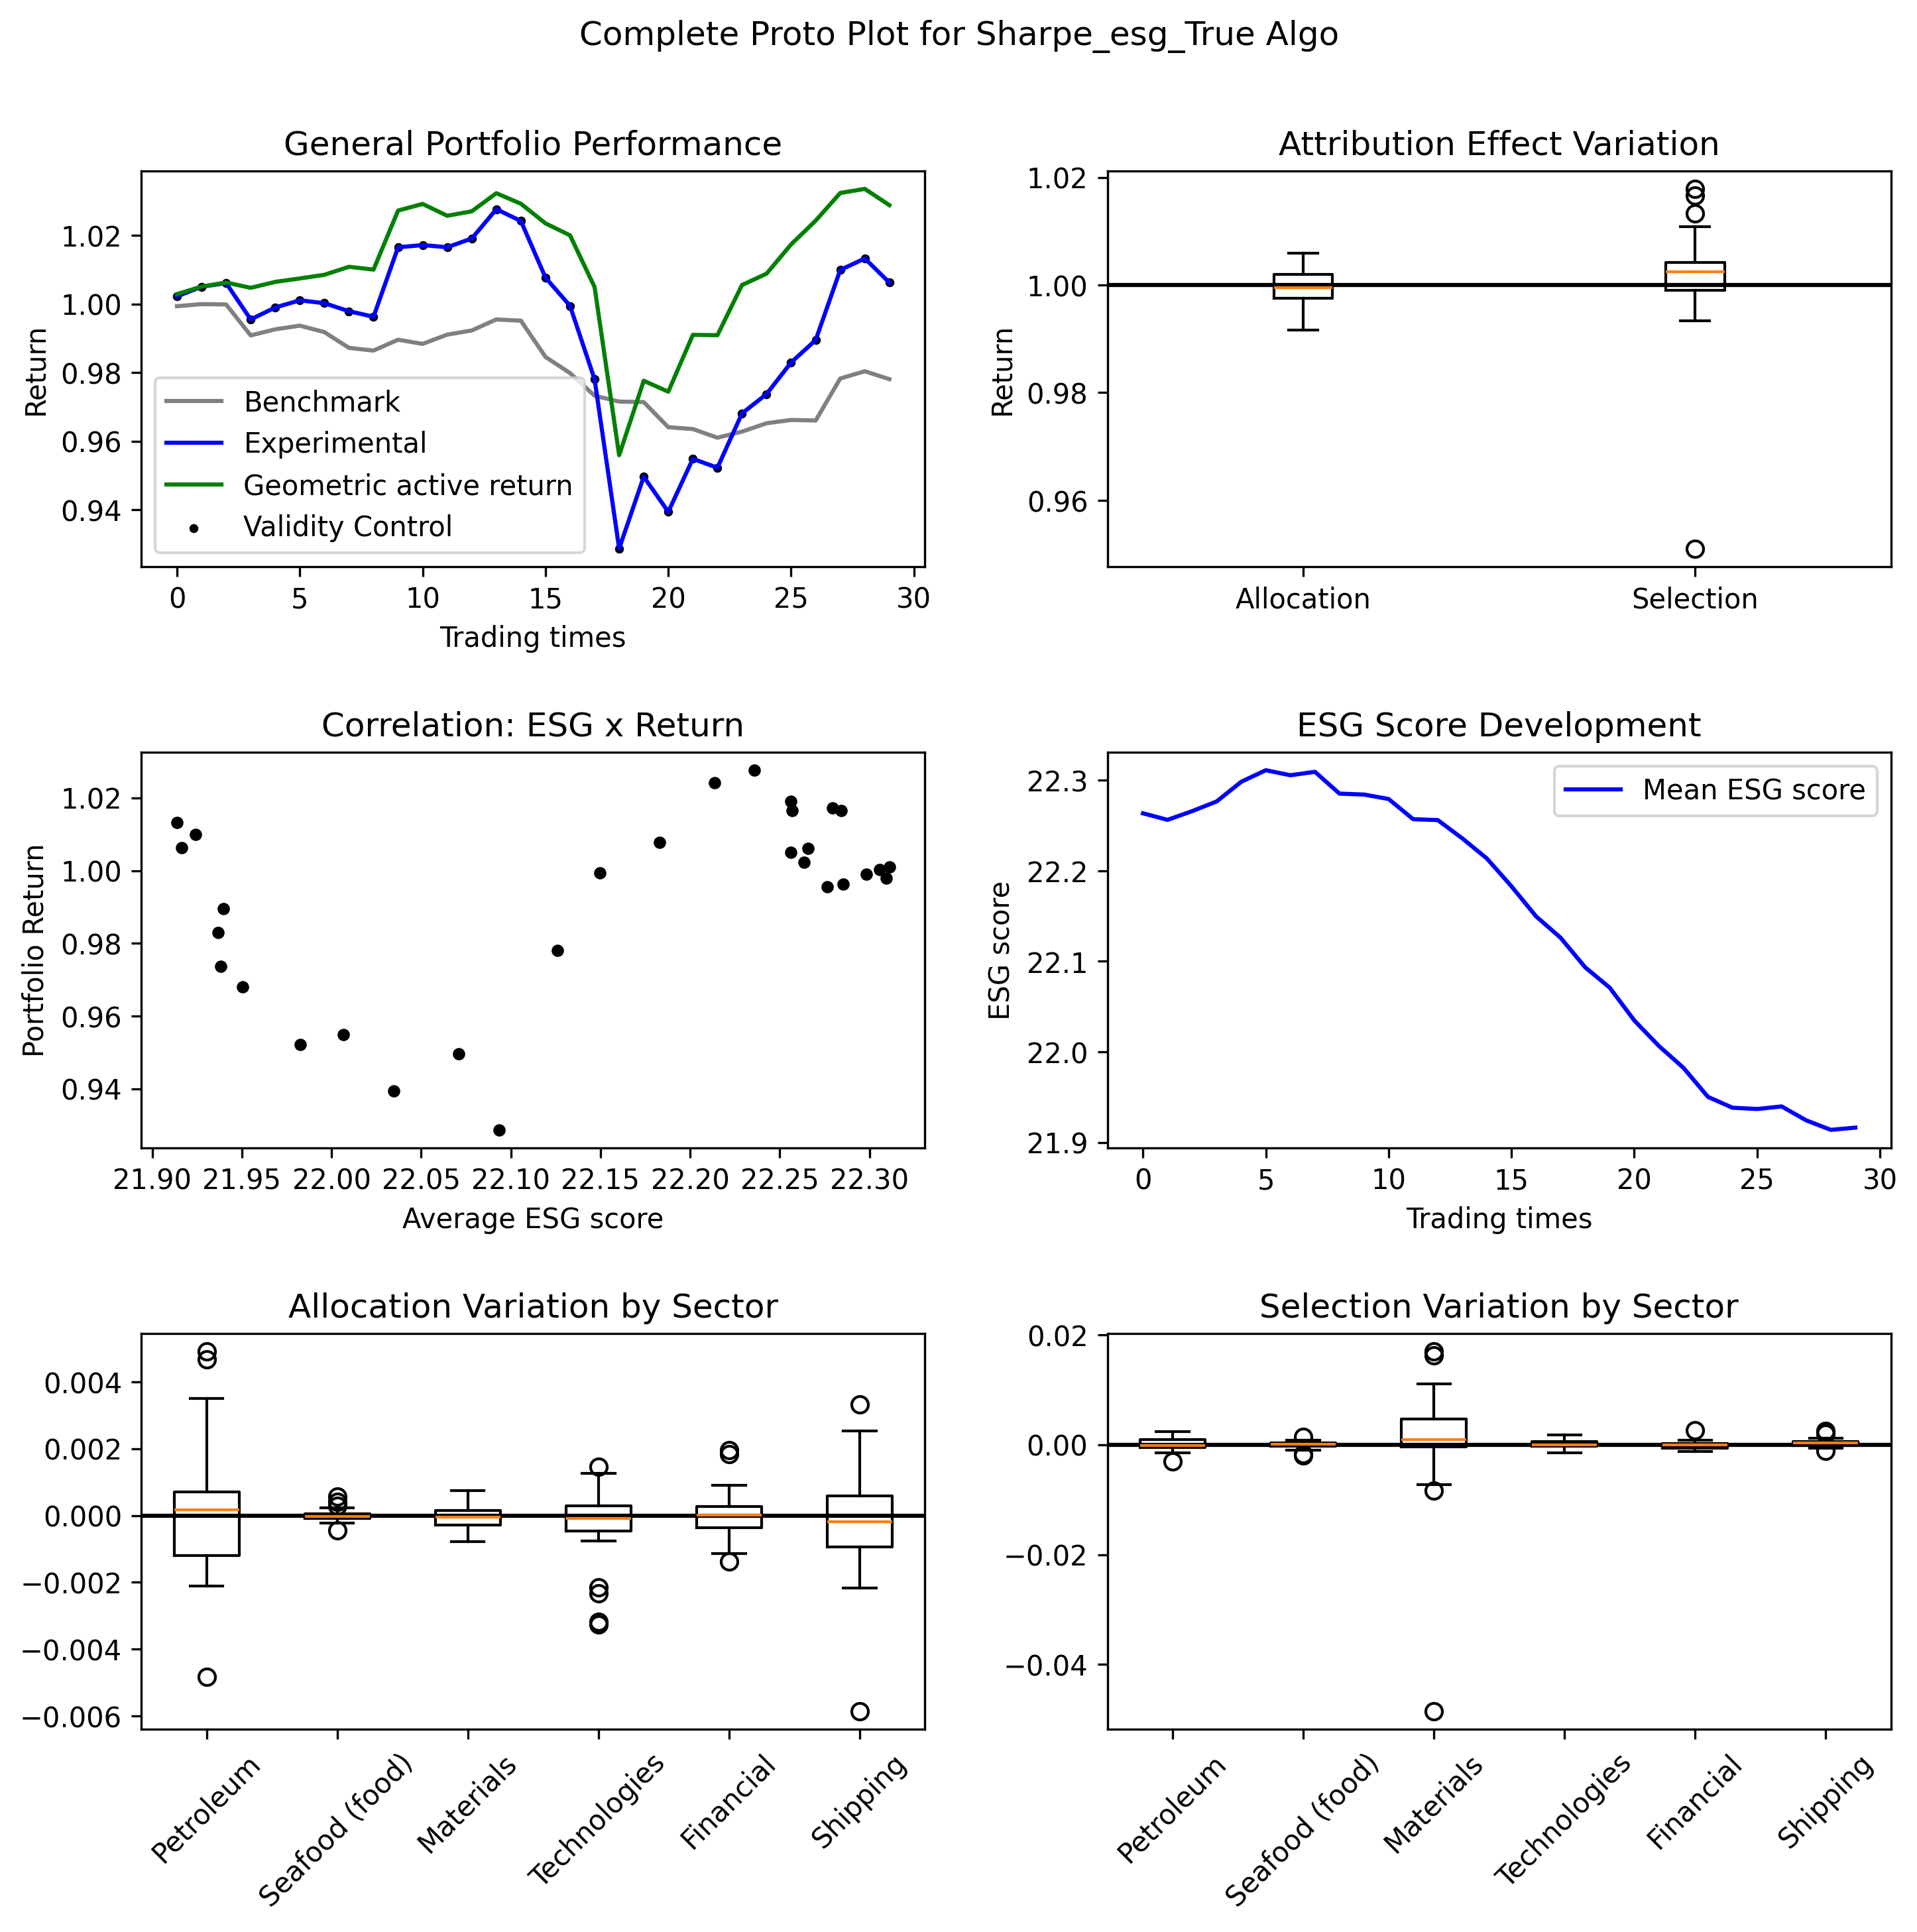 Complete Proto Plot for Sharpe_esg_True Algo
General Portfolio Performance
Return
1.02
1.00
0.98
0.96
0.94
Benchmark
Experimental
Geometric active return
Validity Control
0 5 10 15 20 25 30
Trading times
Attribution Effect Variation
Return
1.02
1.00
0.98
0.96
Allocation Selection
Correlation: ESG x Return
Portfolio Return
1.02
1.00
0.98
0.96
0.94
21.90 21.95 22.00 22.05 22.10 22.15 22.20 22.25 22.30
Average ESG score
ESG Score Development
ESG score
22.3
22.2
22.1
22.0
21.9
Mean ESG score
0 5 10 15 20 25 30
Trading times
Allocation Variation by Sector
0.004
0.002
0.000
−0.002
−0.004
−0.006
Petroleum
Seafood (food)
Materials
Technologies
Financial
Shipping
Selection Variation by Sector
0.02
0.00
−0.02
−0.04
Petroleum
Seafood (food)
Materials
Technologies
Financial
Shipping